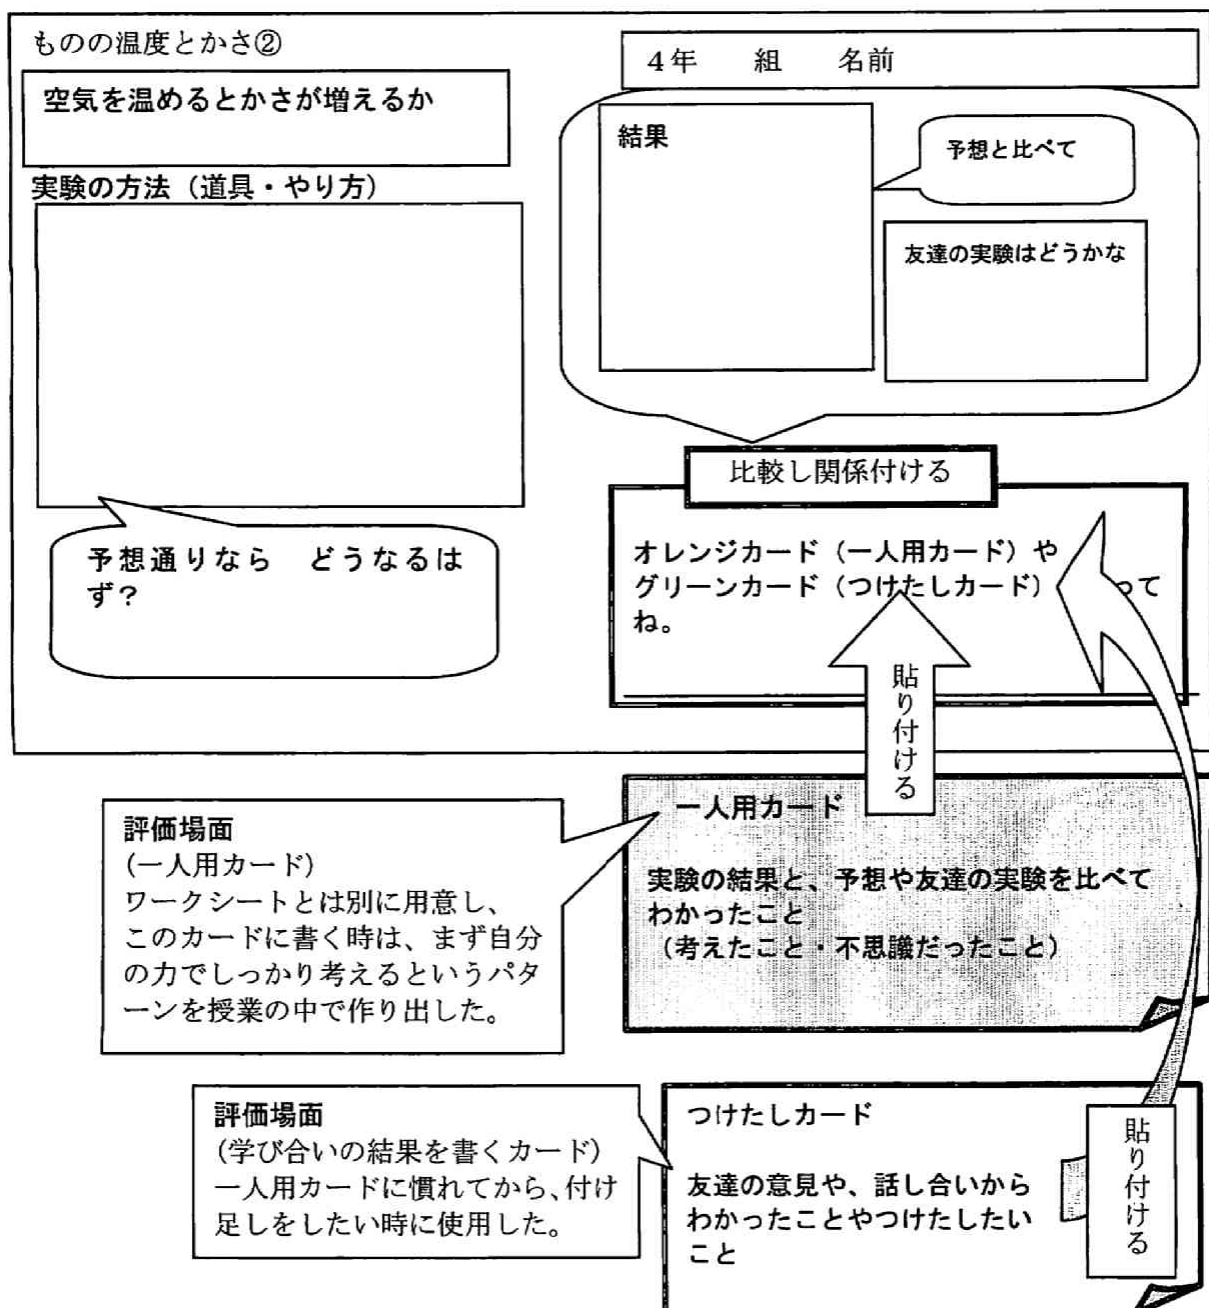 ものの温度とかさ②
4年　　組　　名前
空気を温めるとかさが増えるか
実験の方法（道具・やり方）
予想通りなら　どうなるは
ず？
結果
予想と比べて
友達の実験はどうかな
比較し関係付ける
オレンジカード（一人用カード）や
グリーンカード（つけたしカード）　　って
ね。
貼り付ける
一人用カード
実験の結果と、予想や友達の実験を比べて
わかったこと
（考えたこと・不思議だったこと）
評価場面
（一人用カード）
ワークシートとは別に用意し、
このカードに書く時は、まず自分
の力でしっかり考えるというパタ
ーンを授業の中で作り出した。
評価場面
（学び合いの結果を書くカード）
一人用カードに慣れてから、付け
足しをしたい時に使用した。
つけたしカード
友達の意見や、話し合いから
わかったことやつけたしたい
こと
貼り付ける